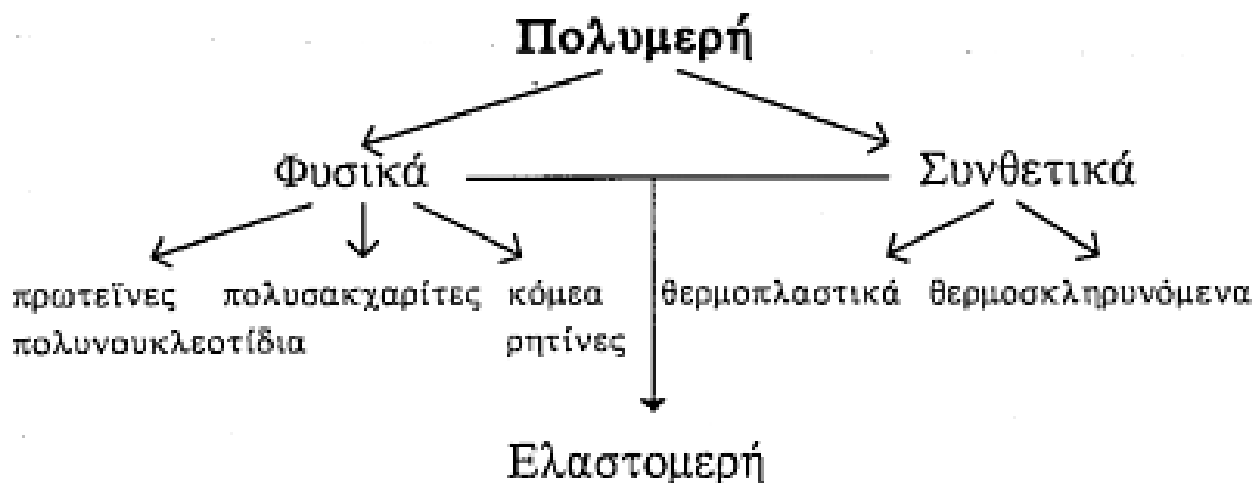 Πολυμερή
Φυσικά Συνθετικά
πρωτεϊνες πολυσακχαρίτες κόμεα θερμοπλαστικά θερμοσκληρυνόμενα
πολυνουκλεοτίδια ρητίνες
Ελαστομερή